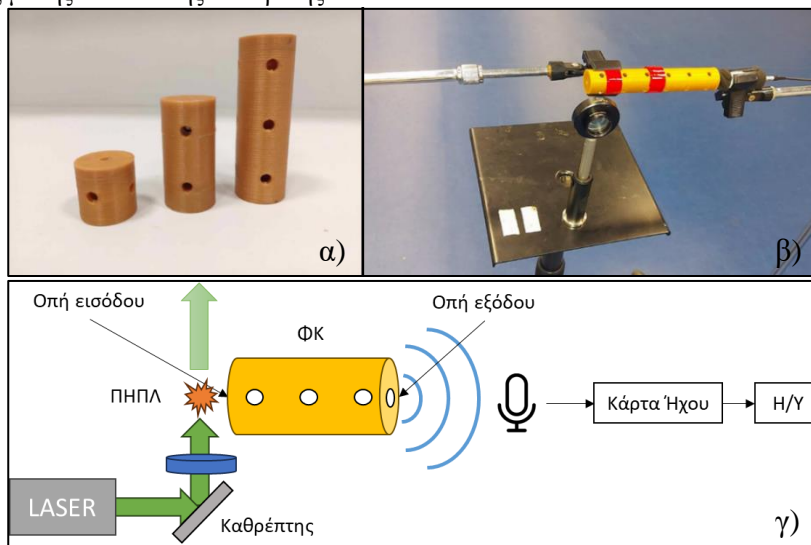 α)
β)
Οπή εισόδου
ΦΚ
Οπή εξόδου
ΠΗΠΛ
Κάρτα Ήχου
Η/Υ
LASER
Καθρέπτης
γ)